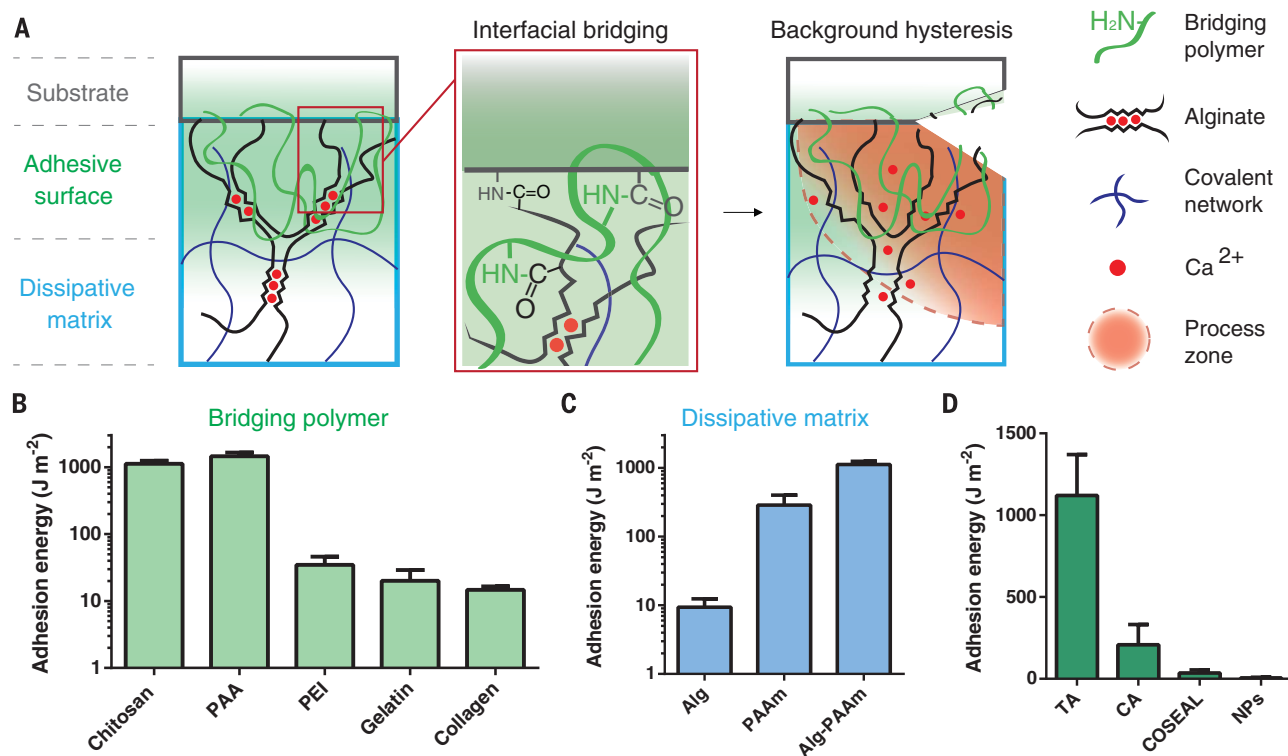 A
Substrate
Adhesive
surface
Dissipative
matrix
Interfacial bridging
HN-C=O
HN-
C
O
HN-
C
O
Background hysteresis
H₂N-
Bridging
polymer
Alginate
Covalent
network
Ca 2+
Process
zone
B
Bridging polymer
Adhesion energy (J m⁻²)
1000
100
10
1
Chitosan
PAA
PEI
Gelatin
Collagen
C
Dissipative matrix
Adhesion energy (J m⁻²)
1000
100
10
1
Alg
PAAm
Alg-PAAm
D
Adhesion energy (J m⁻²)
1500
1000
500
0
TA
CA
COSEAL
NPs